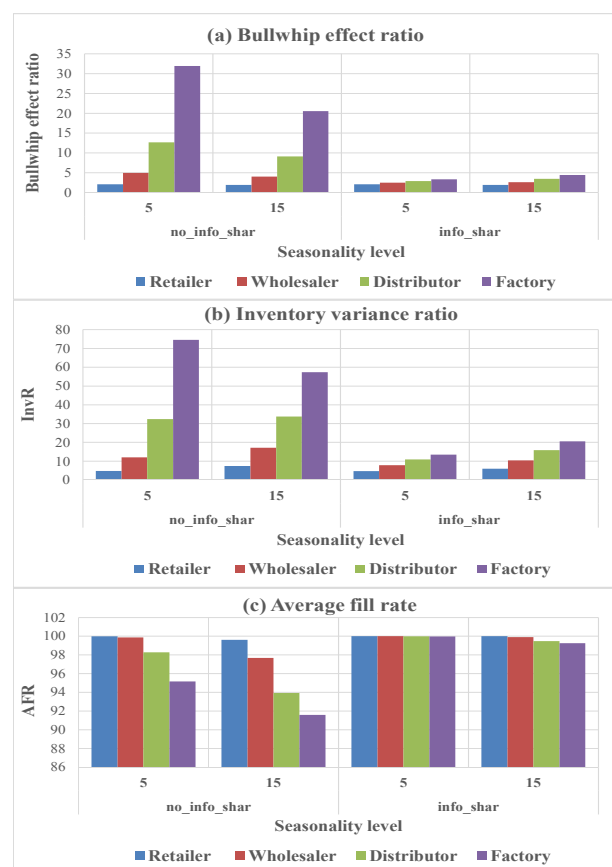 (a) Bullwhip effect ratio
Bullwhip effect ratio
35
30
25
20
15
10
5
0
5 15 5 15
no_info_shar info_shar
Seasonality level
Retailer Wholesaler Distributor Factory
(b) Inventory variance ratio
InvR
80
70
60
50
40
30
20
10
0
5 15 5 15
no_info_shar info_shar
Seasonality level
Retailer Wholesaler Distributor Factory
(c) Average fill rate
AFR
102
100
98
96
94
92
90
88
86
5 15 5 15
no_info_shar info_shar
Seasonality level
Retailer Wholesaler Distributor Factory